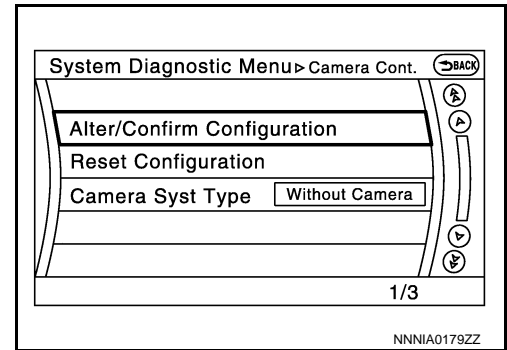 System Diagnostic Menu▷Camera Cont. BACK
Alter/Confirm Configuration
Reset Configuration
Camera Syst Type Without Camera
1/3
NNNIA0179ZZ